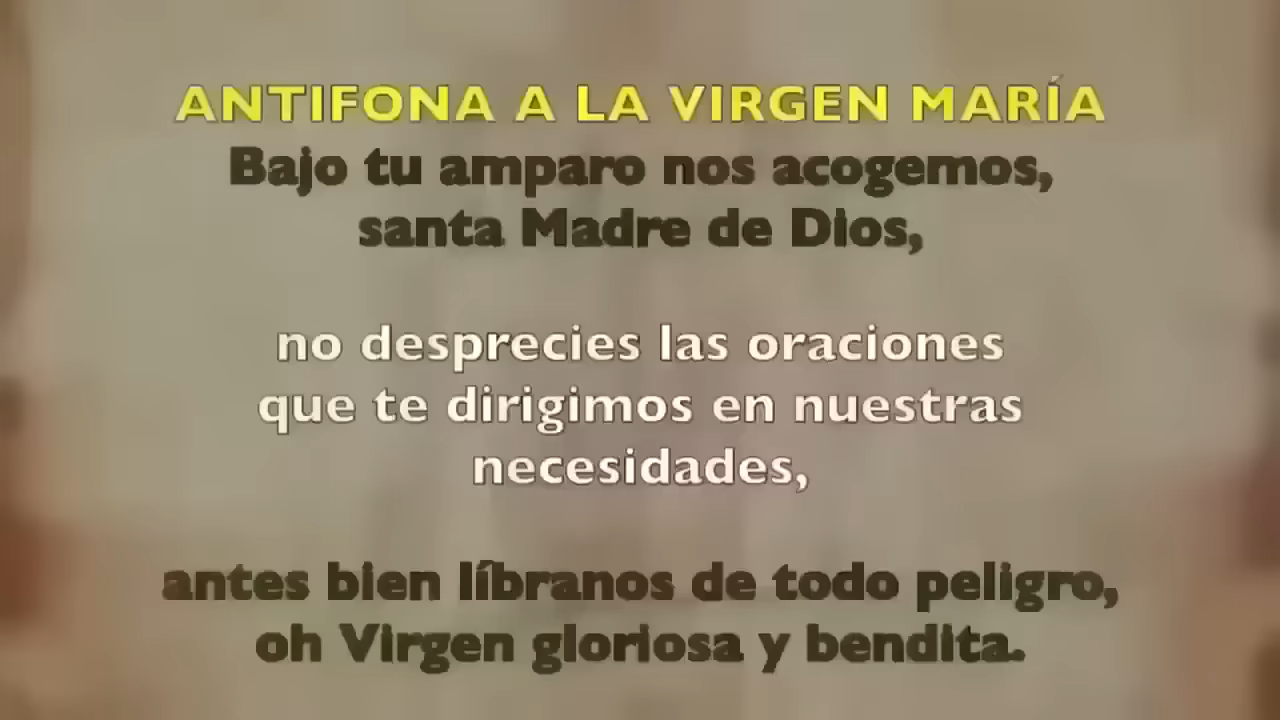 ANTIFONA A LA VIRGEN MARÍA
Bajo tu amparo nos acogemos,
santa Madre de Dios,
no desprecies las oraciones
que te dirigimos en nuestras
necesidades,
antes bien líbranos de todo peligro,
oh Virgen gloriosa y bendita.